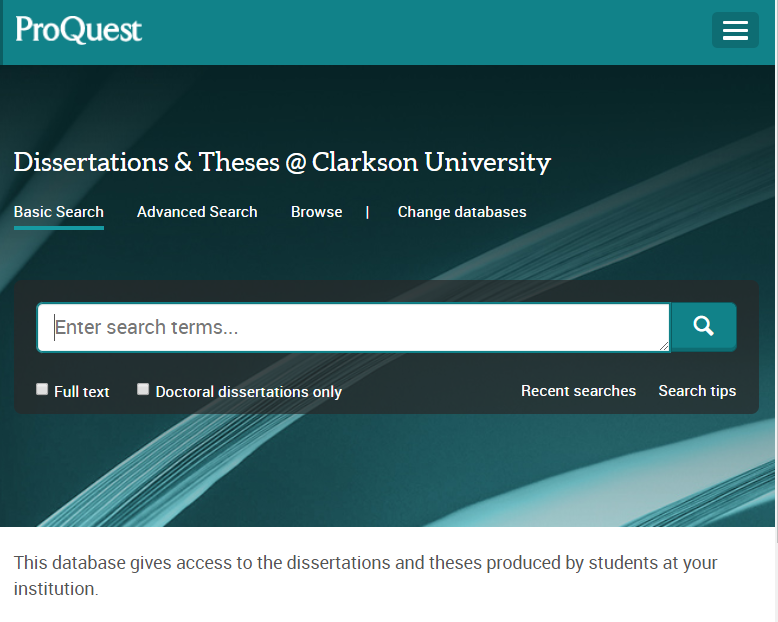 ProQuest
Dissertations & Theses @ Clarkson University
Basic Search Advanced Search Browse | Change databases
Enter search terms...
Full text Doctoral dissertations only Recent searches Search tips
This database gives access to the dissertations and theses produced by students at your
institution.